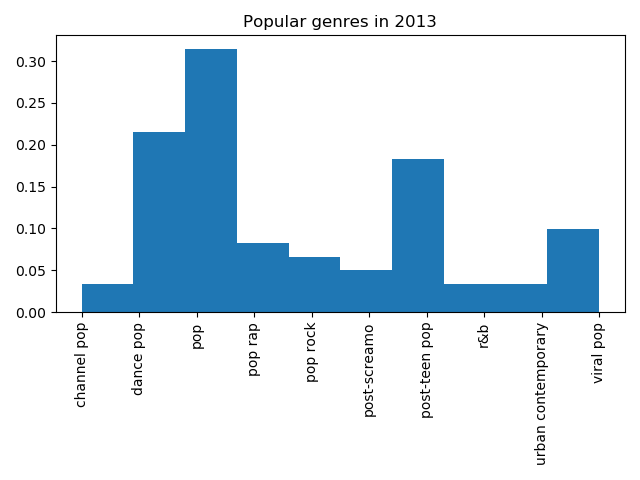 Popular genres in 2013
0.30
0.25
0.20
0.15
0.10
0.05
0.00
channel pop
dance pop
pop
pop rap
pop rock
post-screamo
post-teen pop
r&b
urban contemporary
viral pop